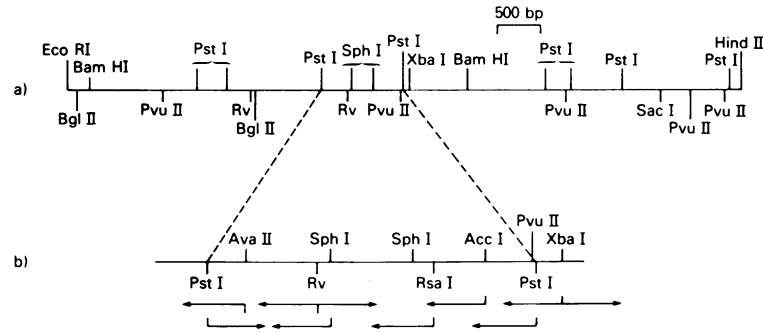 500 bp
a)
Eco RI
Bam HI
Pst I
Pst I
Sph I
Pst I
Xba I
Bam HI
Pst I
Pst I
Pst I
Hind II
Bgl II
Pvu II
Rv
Bgl II
Rv
Pvu II
Pvu II
Sac I
Pvu II
Pvu II
b)
Ava II
Sph I
Sph I
Acc I
Pvu II
Xba I
Pst I
Rv
Rsa I
Pst I